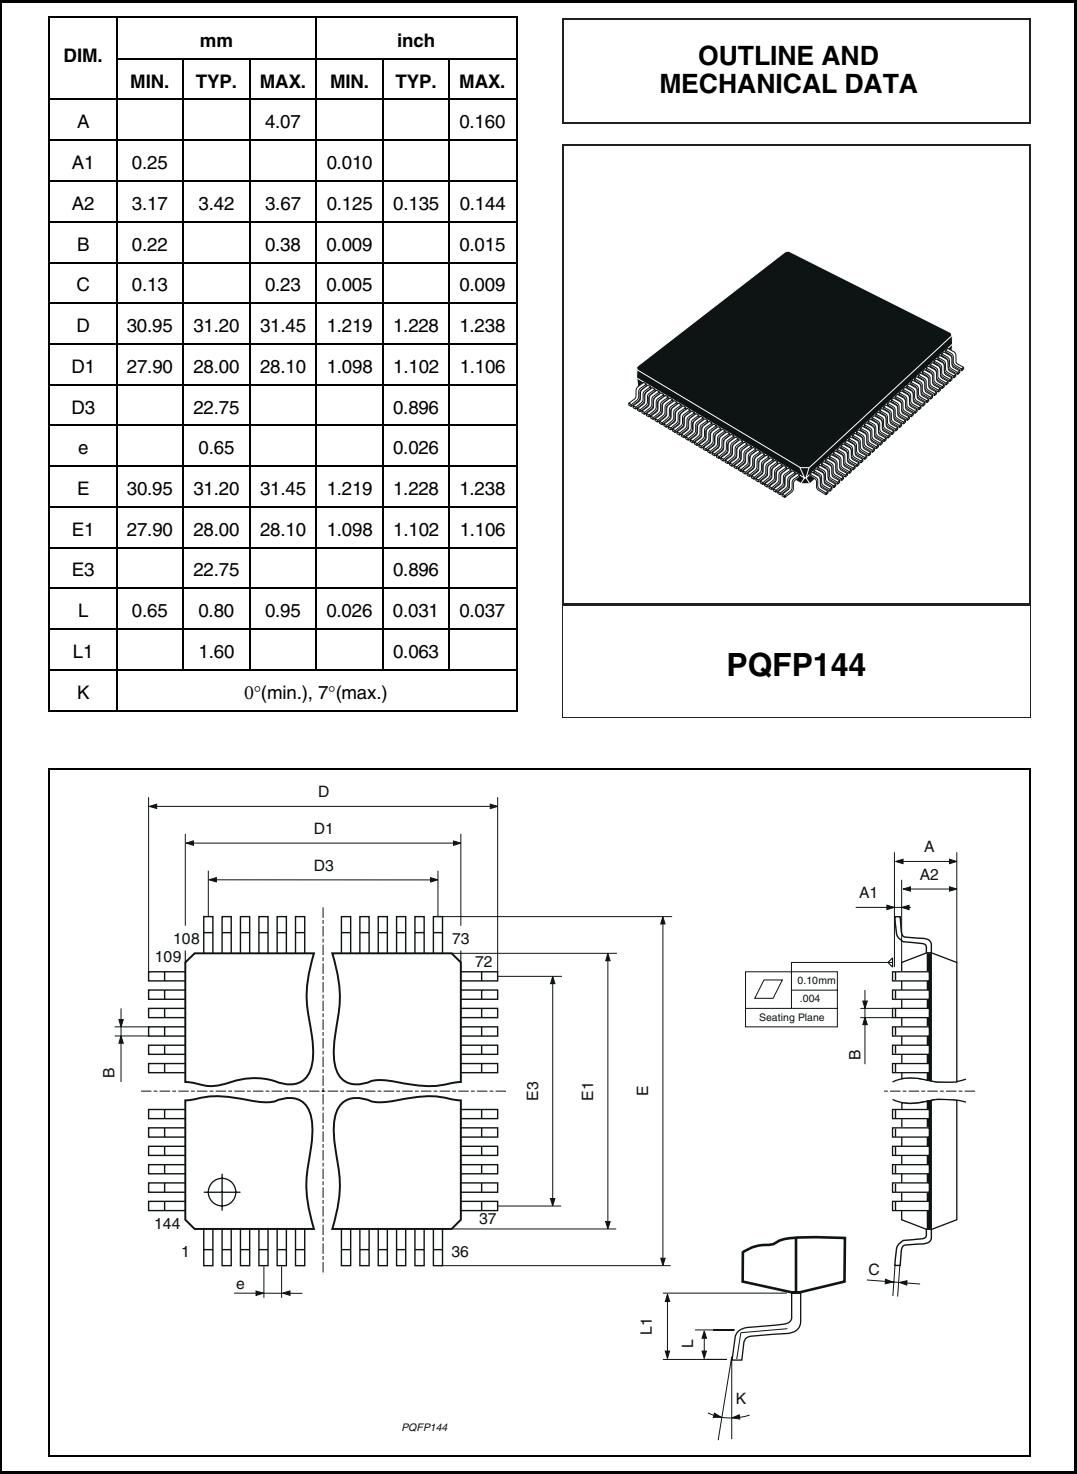 DIM. mm inch
MIN. TYP. MAX. MIN. TYP. MAX.
A 4.07 0.160
A1 0.25 0.010
A2 3.17 3.42 3.67 0.125 0.135 0.144
B 0.22 0.38 0.009 0.015
C 0.13 0.23 0.005 0.009
D 30.95 31.20 31.45 1.219 1.228 1.238
D1 27.90 28.00 28.10 1.098 1.102 1.106
D3 22.75 0.896
e 0.65 0.026
E 30.95 31.20 31.45 1.219 1.228 1.238
E1 27.90 28.00 28.10 1.098 1.102 1.106
E3 22.75 0.896
L 0.65 0.80 0.95 0.026 0.031 0.037
L1 1.60 0.063
K 0°(min.), 7°(max.)
OUTLINE AND
MECHANICAL DATA
PQFP144
D
D1
D3
108 73
109 72
B
E3
E1
E
144 37
1 36
e
A
A2
A1
0.10mm
.004
Seating Plane
B
C
L1
L
K
PQFP144